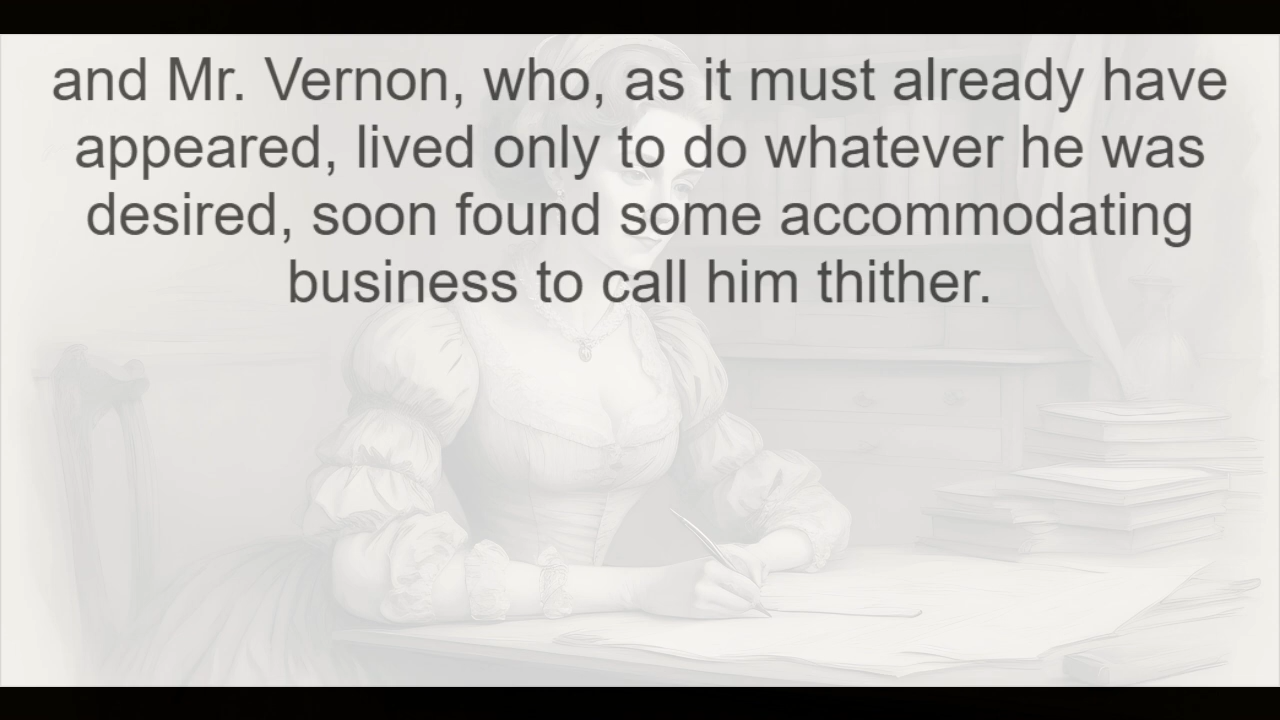 and Mr. Vernon, who, as it must already have
appeared, lived only to do whatever he was
desired, soon found some accommodating
business to call him thither.